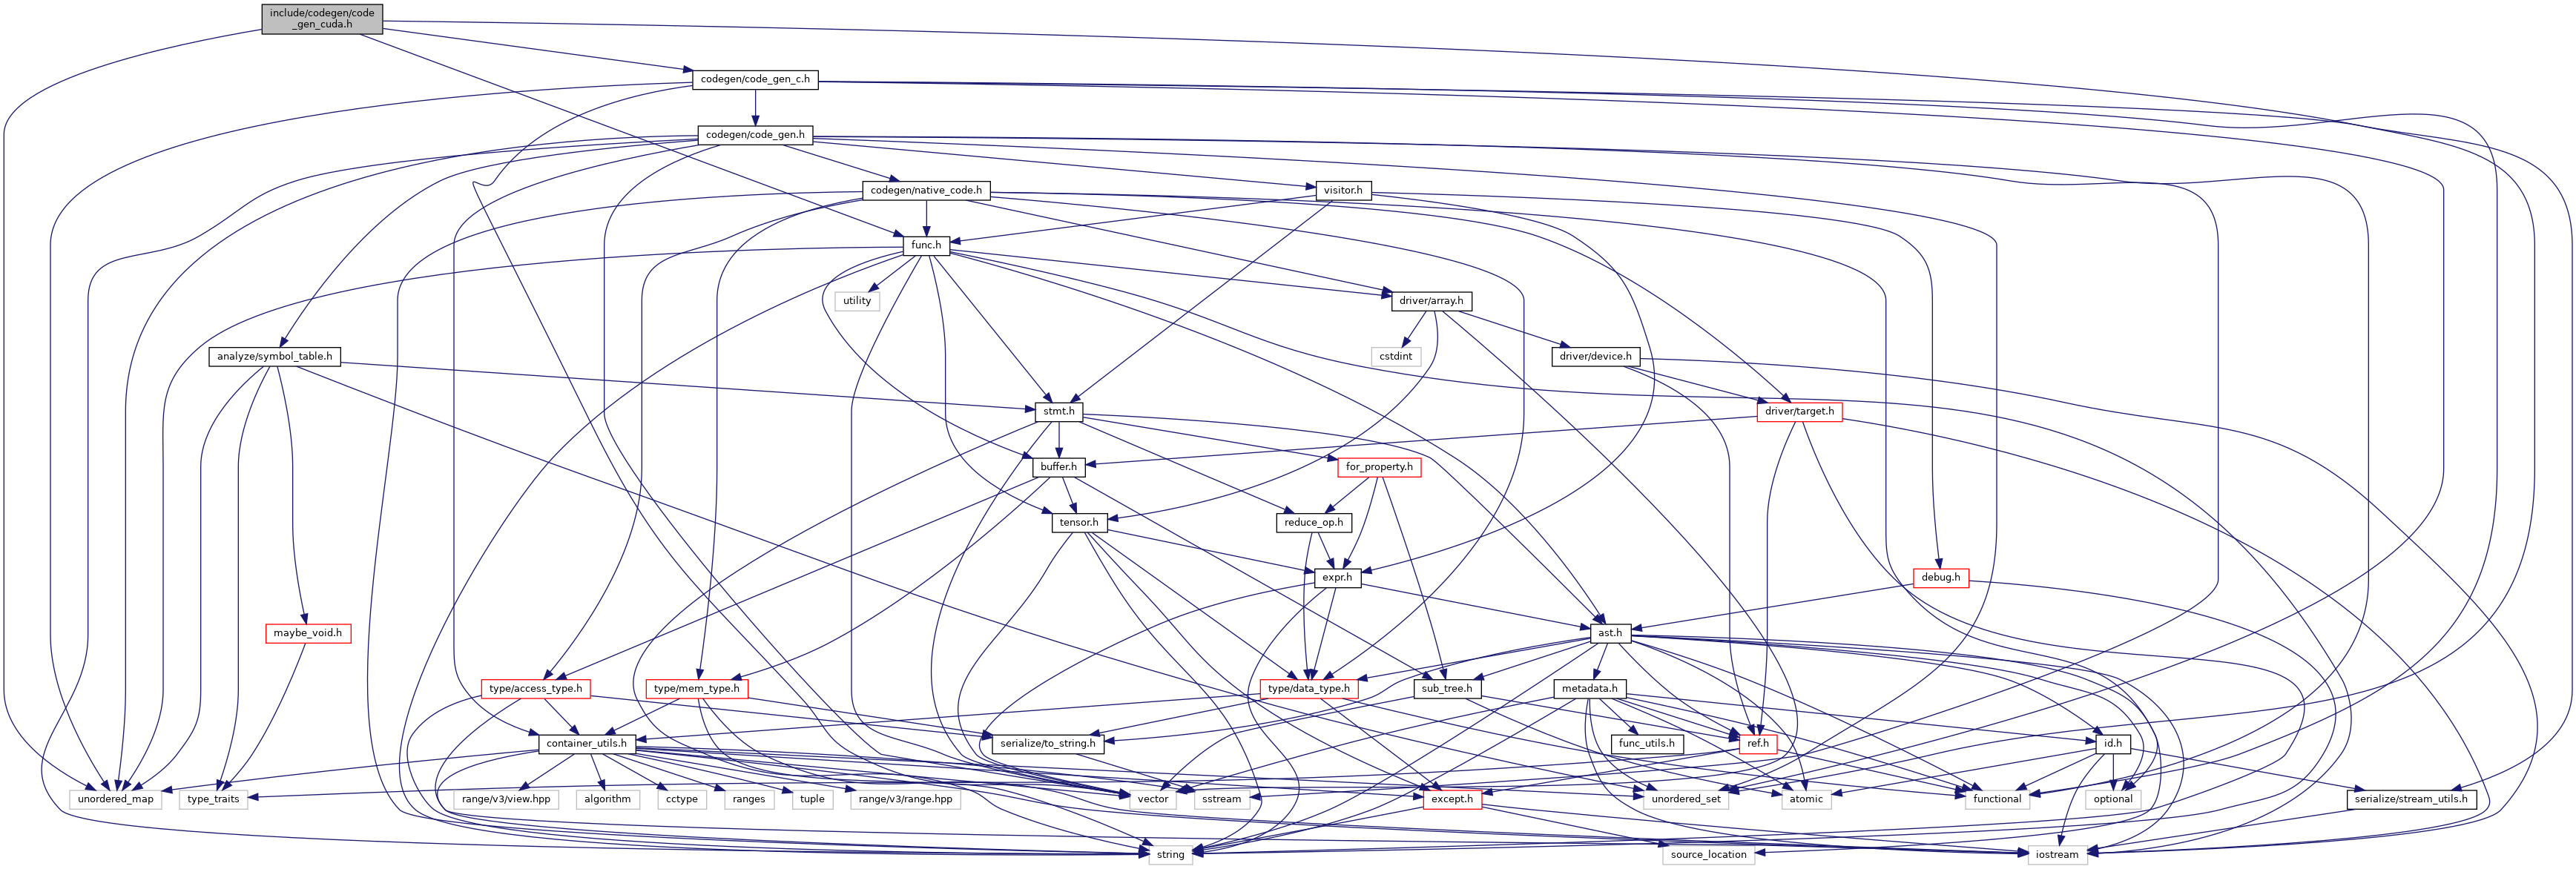 include/codegen/code
_gen_cuda.h
codegen/code_gen_c.h
codegen/code_gen.h
codegen/native_code.h
visitor.h
func.h
utility
driver/array.h
analyze/symbol_table.h
cstdint
driver/device.h
stmt.h
driver/target.h
buffer.h
for_property.h
tensor.h
reduce_op.h
expr.h
debug.h
maybe_void.h
ast.h
type/access_type.h
type/mem_type.h
type/data_type.h
sub_tree.h
metadata.h
container_utils.h
serialize/to_string.h
func_utils.h
ref.h
id.h
unordered_map
type_traits
range/v3/view.hpp
algorithm
cctype
ranges
tuple
range/v3/range.hpp
vector
sstream
except.h
unordered_set
atomic
functional
optional
serialize/stream_utils.h
string
source_location
iostream